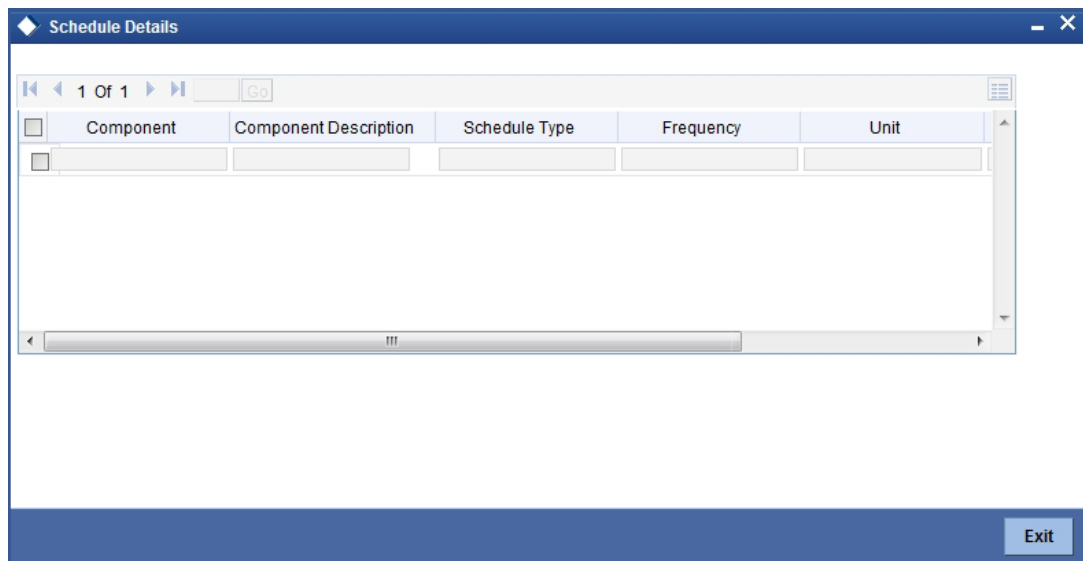 Schedule Details
1 Of 1 Go
Component Component Description Schedule Type Frequency Unit
Exit